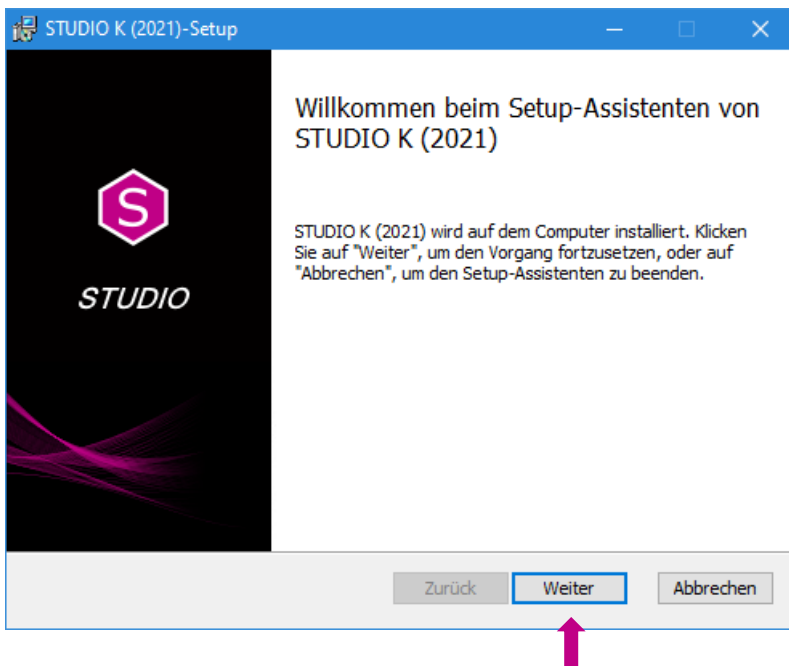 STUDIO K (2021)-Setup
Willkommen beim Setup-Assistenten von
STUDIO K (2021)
S
STUDIO
STUDIO K (2021) wird auf dem Computer installiert. Klicken
Sie auf "Weiter", um den Vorgang fortzusetzen, oder auf
"Abbrechen", um den Setup-Assistenten zu beenden.
Zurück Weiter Abbrechen